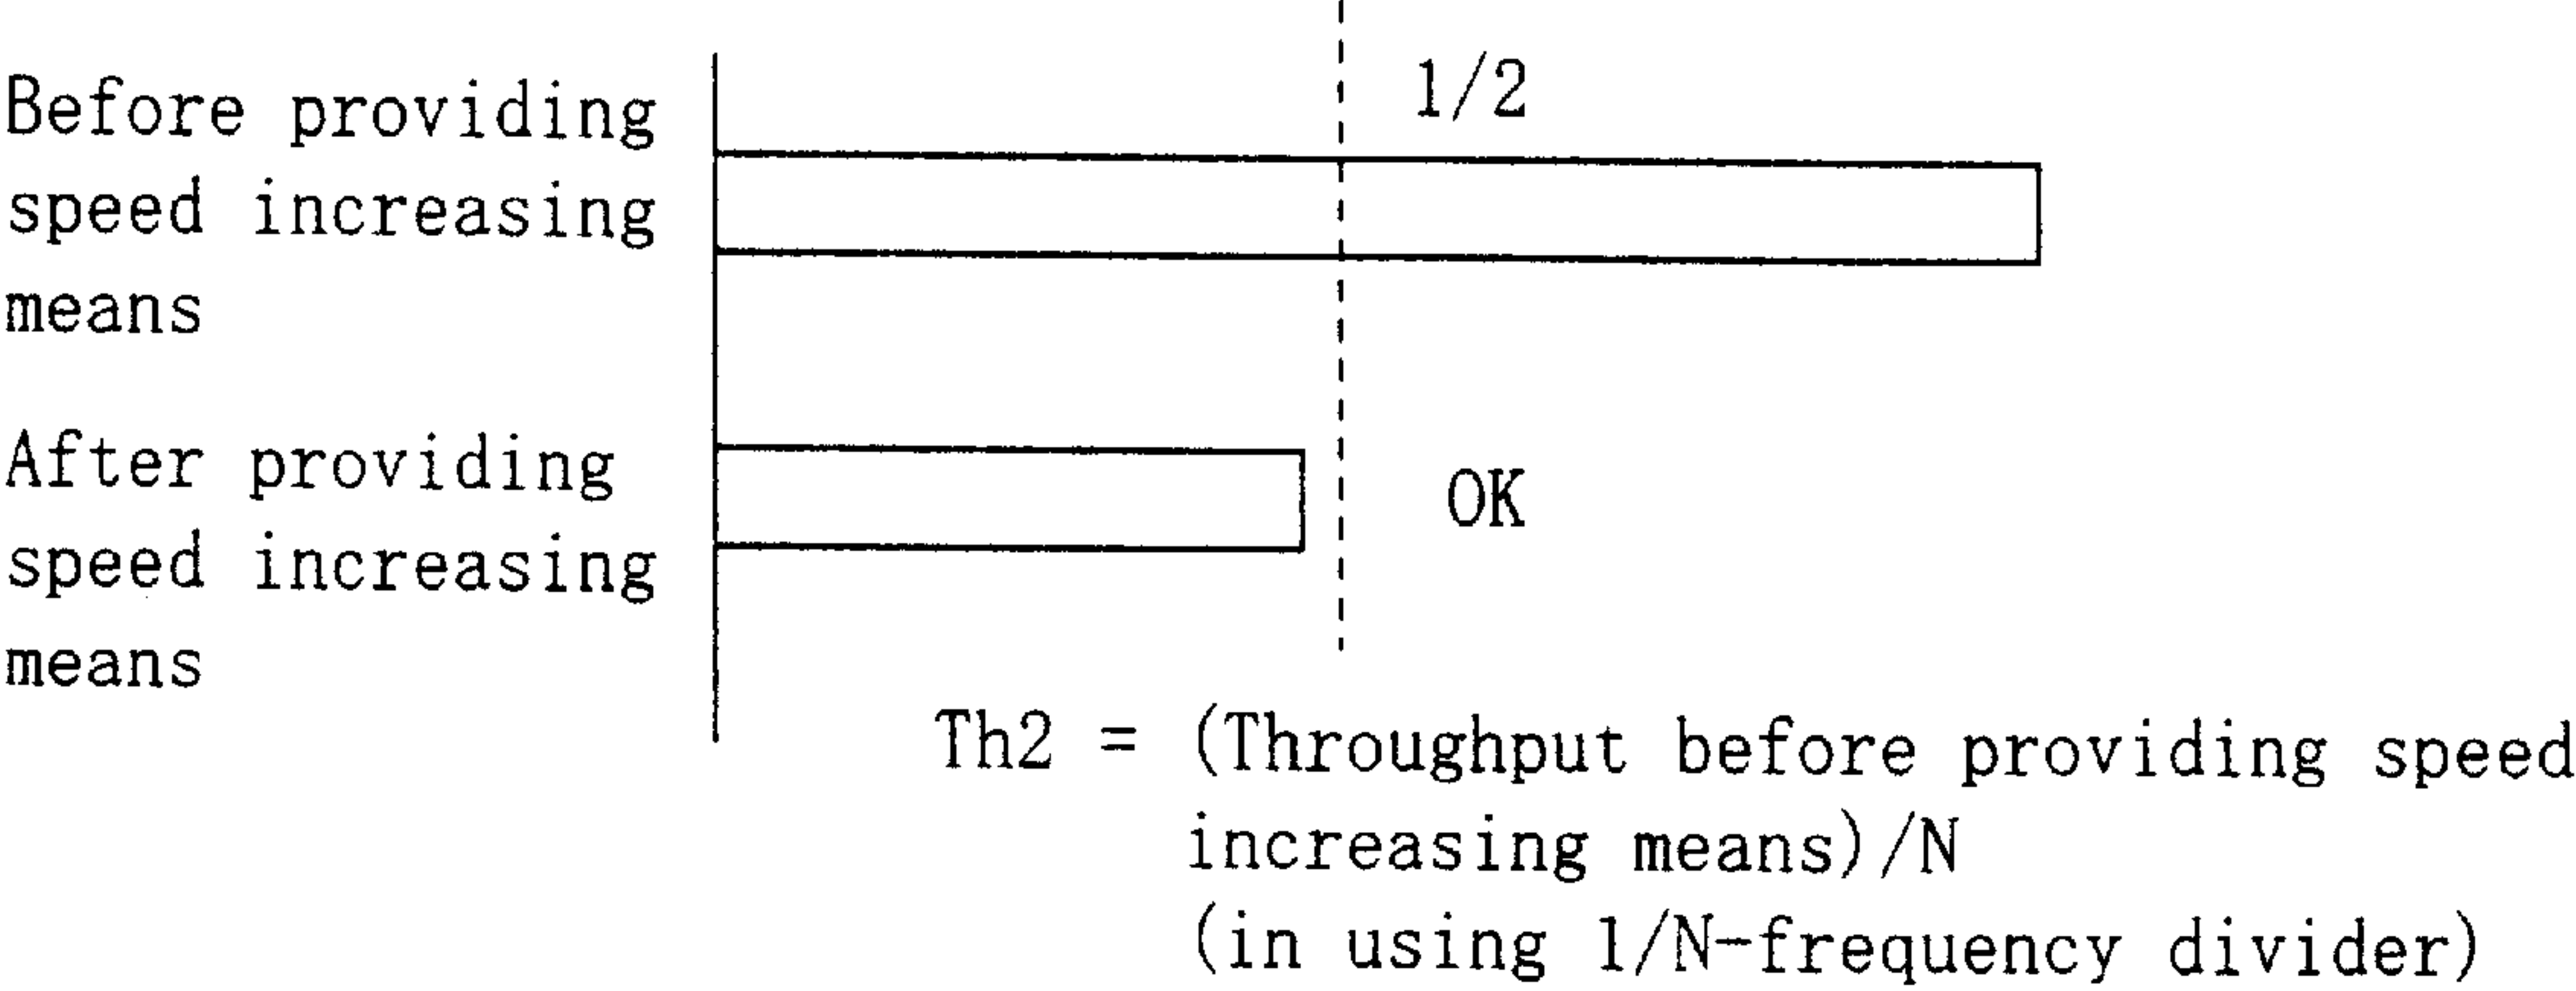 Before providing
speed increasing
means
1/2
After providing
speed increasing
means
OK
Th2 = (Throughput before providing speed
increasing means)/N
(in using 1/N-frequency divider)